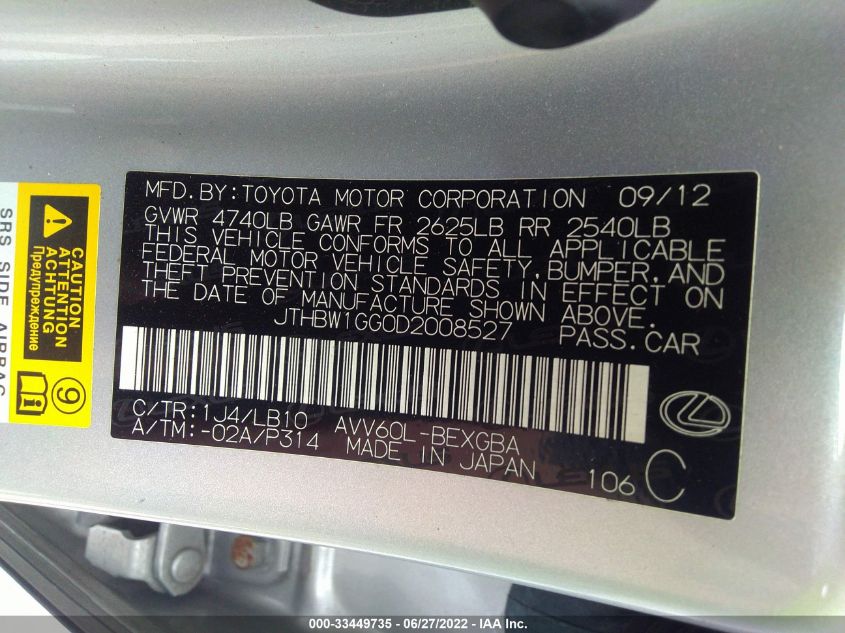 MFD.BY:TOYOTA MOTOR CORPORATION 09/12
GVWR 4740LB GAWR FR 2625LB RR 2540LB
THIS VEHICLE CONFORMS TO ALL APPLICABLE
FEDERAL MOTOR VEHICLE SAFETY,BUMPER,AND
THEFT PREVENTION STANDARDS IN EFFECT ON
THE DATE OF MANUFACTURE SHOWN ABOVE.
JTHBW1GG0D2008527 PASS.CAR
C/TR:1J4/LB10 AVV60L-BEXGBA
A/TM:-02A/P314 MADE IN JAPAN
106 C
CAUTION
ATTENTION
ACHTUNG
Предупреждение
9
SRS SIDE AIRBAG
000-33449735 - 06/27/2022 - IAA Inc.